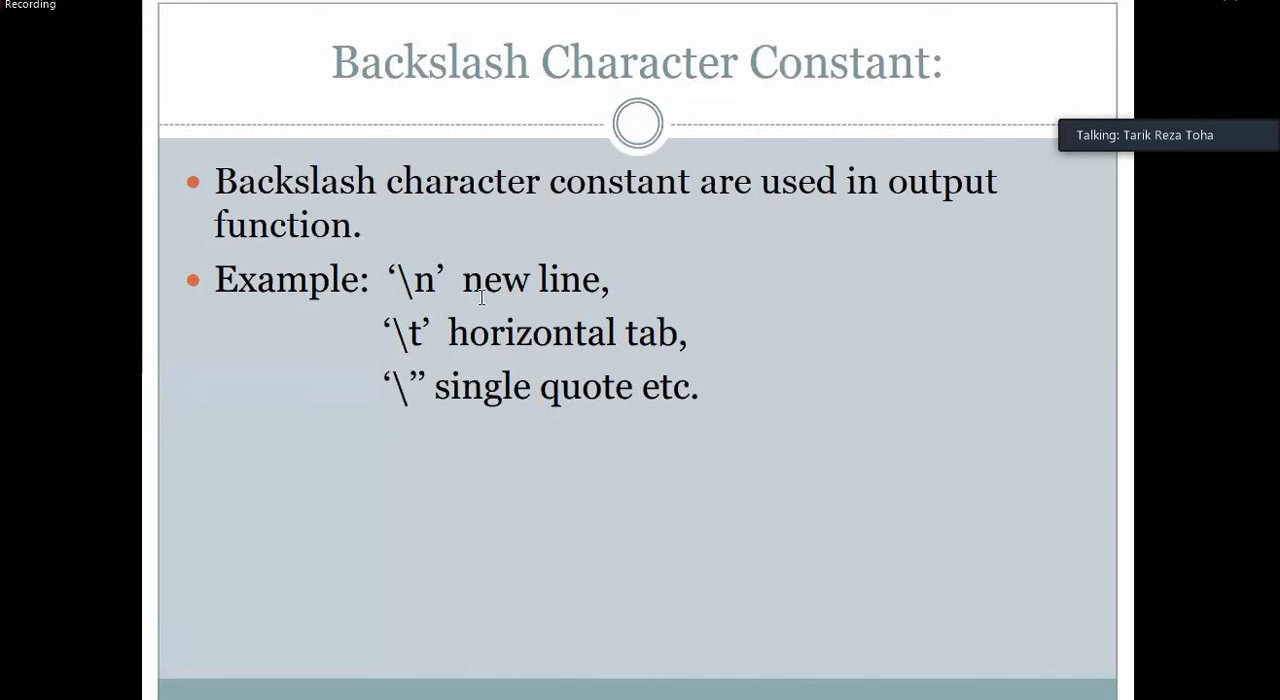 Recording
Backslash Character Constant:
Talking: Tarik Reza Toha
• Backslash character constant are used in output
function.
• Example: ‘\n’ new line,
‘\t’ horizontal tab,
‘\’’ single quote etc.